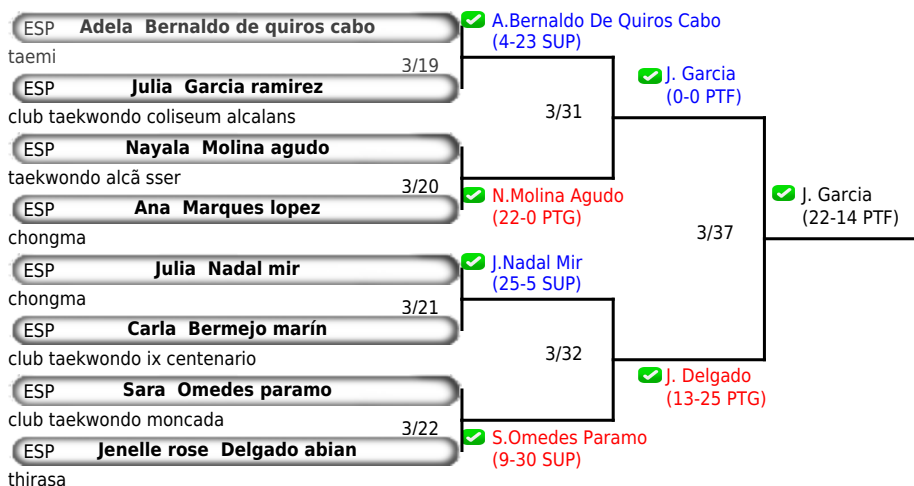 ESP Adela Bernaldo de quiros cabo
taemi
3/19
ESP Julia Garcia ramirez
club taekwondo coliseum alcalans
ESP Nayala Molina agudo
taekwondo alcã sser
3/20
ESP Ana Marques lopez
chongma
ESP Julia Nadal mir
chongma
3/21
ESP Carla Bermejo marín
club taekwondo ix centenario
ESP Sara Omedes paramo
club taekwondo moncada
3/22
ESP Jenelle rose Delgado abian
thirasa
A.Bernaldo De Quiros Cabo
(4-23 SUP)
3/31
N.Molina Agudo
(22-0 PTG)
J.Nadal Mir
(25-5 SUP)
3/32
S.Omedes Paramo
(9-30 SUP)
J. Garcia
(0-0 PTF)
3/37
J. Delgado
(13-25 PTG)
J. Garcia
(22-14 PTF)